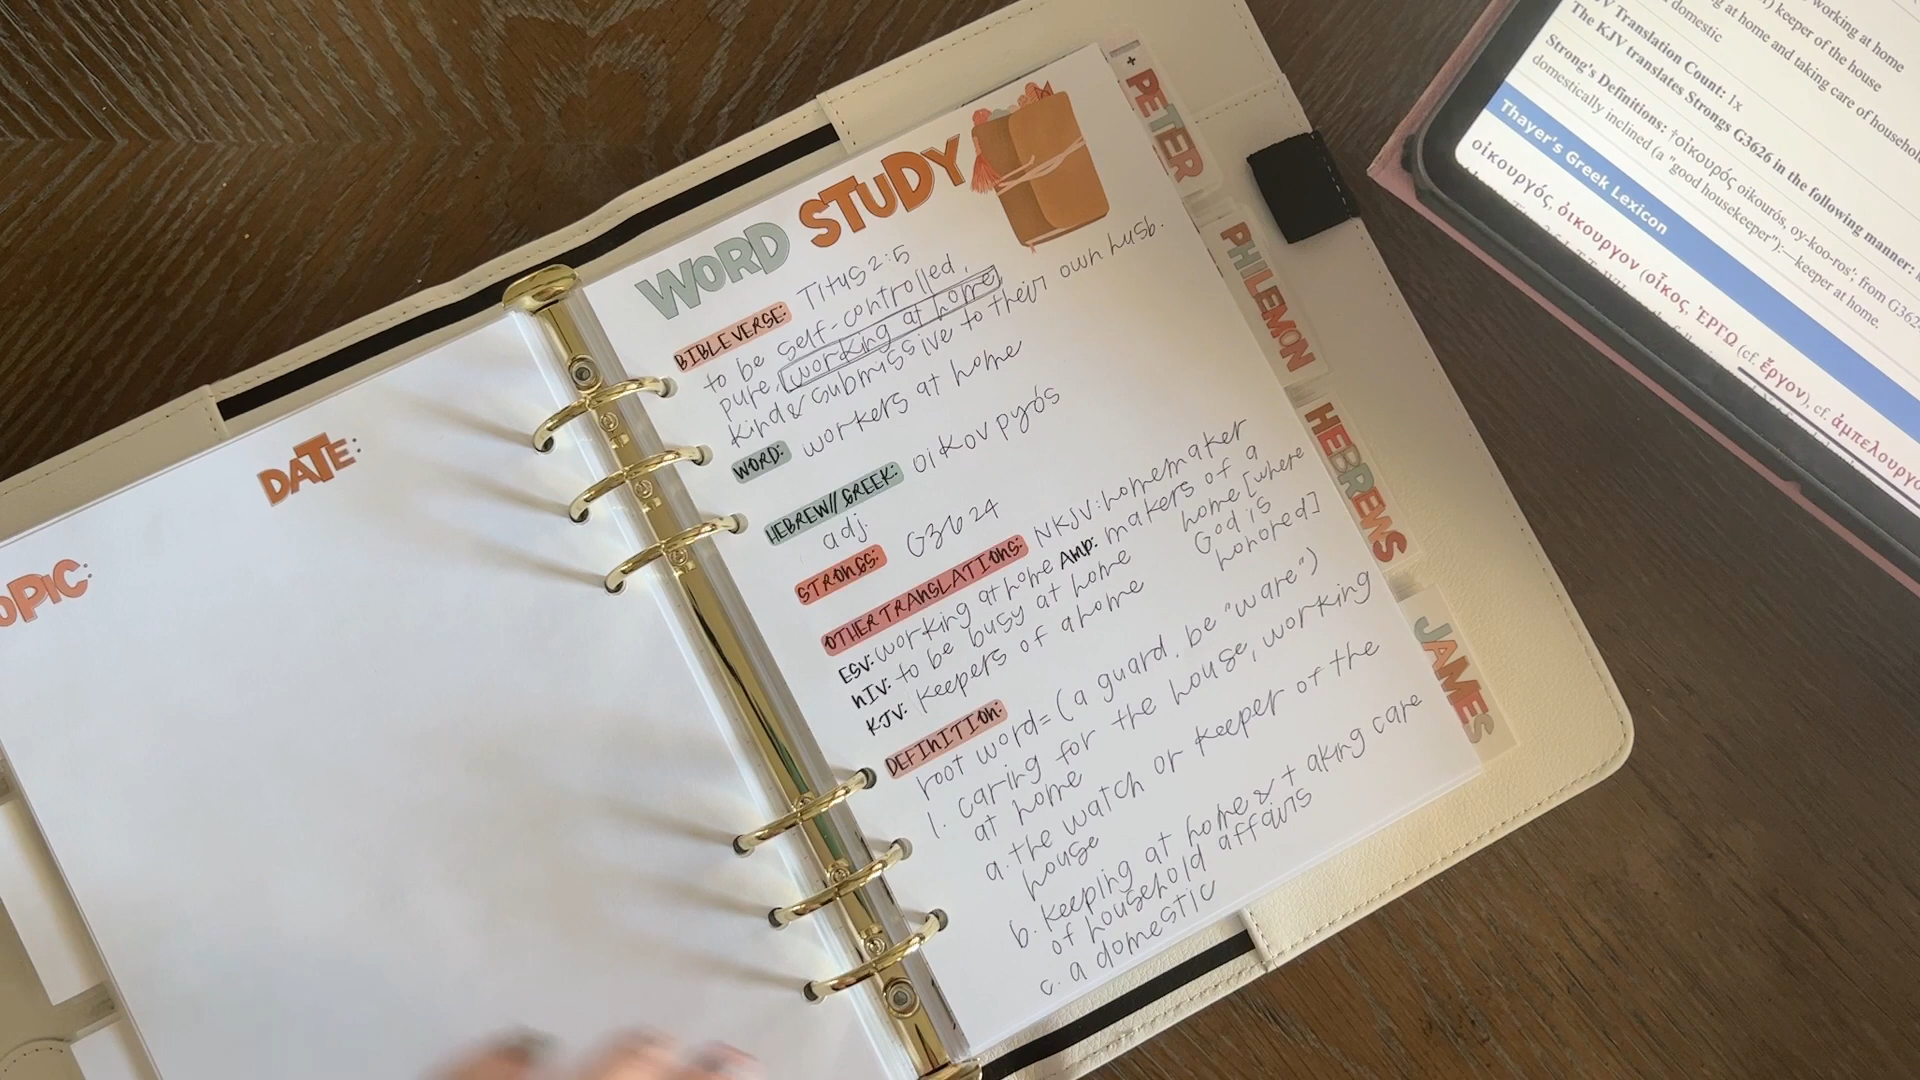 DATE:
OPIC:
WORD STUDY
BIBLE VERSE: Titus 2:5
to be self-controlled,
pure, working at home,
kind & submissive to their own husb.
WORD: workers at home
HEBREW// GREEK: οἰκουργός
adj.
STRONGS: G3624
OTHER TRANSLATIONS: NKJV: homemaker
ESV: working at home AMP: makers of a
home [where
God is
honored]
NIV: to be busy at home
KJV: keepers of a home
DEFINITION:
root word= (a guard, be "ware")
1. caring for the house, working
at home
a. the watch or keeper of the
house
b. keeping at home & taking care
of household affairs
c. a domestic
1+ PETER
PHILEMON
HEBREWS
JAMES
working at home
) keeper of the house
g at home and taking care of househol
domestic
V Translation Count: 1x
The KJV translates Strongs G3626 in the following manner:
Strong's Definitions: †οἰκουρός oikourós, oy-koo-ros'; from G3624
domestically inclined (a "good housekeeper"):—keeper at home.
Thayer's Greek Lexicon
οἰκουργός, οἰκουργον (οἶκος, ἜΡΓΩ (cf. ἔργον), cf. ἀμπελουργό